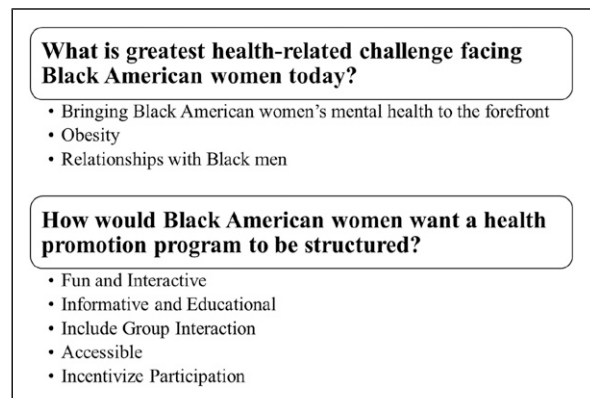 What is greatest health-related challenge facing
Black American women today?
• Bringing Black American women's mental health to the forefront
• Obesity
• Relationships with Black men
How would Black American women want a health
promotion program to be structured?
• Fun and Interactive
• Informative and Educational
• Include Group Interaction
• Accessible
• Incentivize Participation